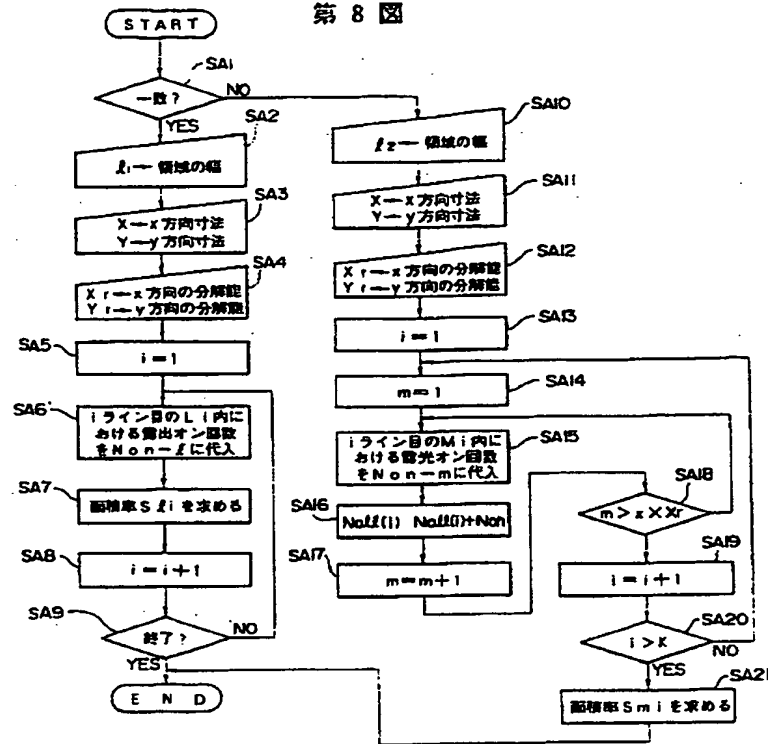 第 8 図
START
SA1
一致?
NO
YES
SA2
ℓ1← 領域の幅
SA3
X←x方向寸法
Y←y方向寸法
SA4
Xr←x方向の分解能
Yr←y方向の分解能
SA5
i=1
SA6
iライン目のLi内に
おける露出オン回数
をNon-ℓに代入
SA7
面積率Sℓiを求める
SA8
i=i+1
SA9
終了?
NO
YES
END
SA10
ℓ2← 領域の幅
SA11
X←x方向寸法
Y←y方向寸法
SA12
Xr←x方向の分解能
Yr←y方向の分解能
SA13
i=1
SA14
m=1
SA15
iライン目のMi内に
おける露光オン回数
をNon-mに代入
SA16
Nall(i) Nall(i)+Non
SA17
m=m+1
SA18
m>x×Xr
SA19
i=i+1
SA20
i>K
NO
YES
SA21
面積率Smiを求める